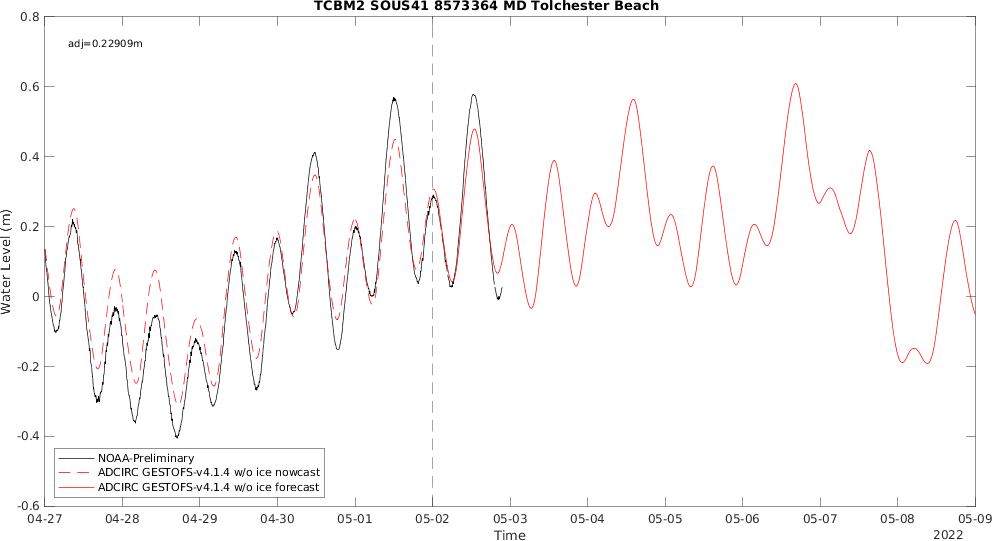 TCBM2 SOUS41 8573364 MD Tolchester Beach
adj=0.22909m
0.8
0.6
0.4
0.2
0
-0.2
-0.4
-0.6
Water Level (m)
NOAA-Preliminary
ADCIRC GESTOFS-v4.1.4 w/o ice nowcast
ADCIRC GESTOFS-v4.1.4 w/o ice forecast
04-27 04-28 04-29 04-30 05-01 05-02 05-03 05-04 05-05 05-06 05-07 05-08 05-09
Time
2022